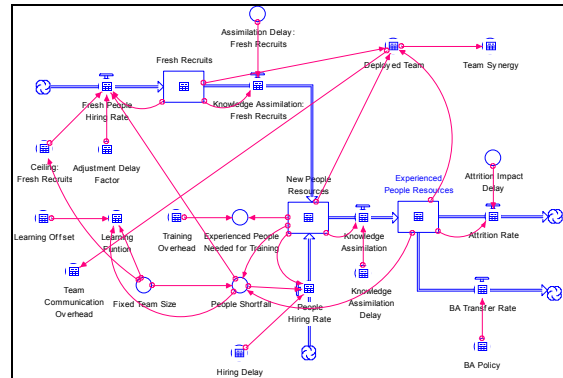 Assimilation Delay:
Fresh Recruits
Fresh Recruits
Deployed Team
Team Synergy
Fresh People
Hiring Rate
Knowledge Assimilation:
Fresh Recruits
Ceiling:
Fresh Recruits
Adjustment Delay
Factor
New People
Resources
Experienced
People Resources
Attrition Impact
Delay
Learning Offset
Learning
Funtion
Training
Overhead
Experienced People
Needed for Training
Knowledge
Assimilation
Attrition Rate
Team
Communication
Overhead
Fixed Team Size
People Shortfall
People
Hiring Rate
Knowledge
Assimilation
Delay
BA Transfer Rate
Hiring Delay
BA Policy